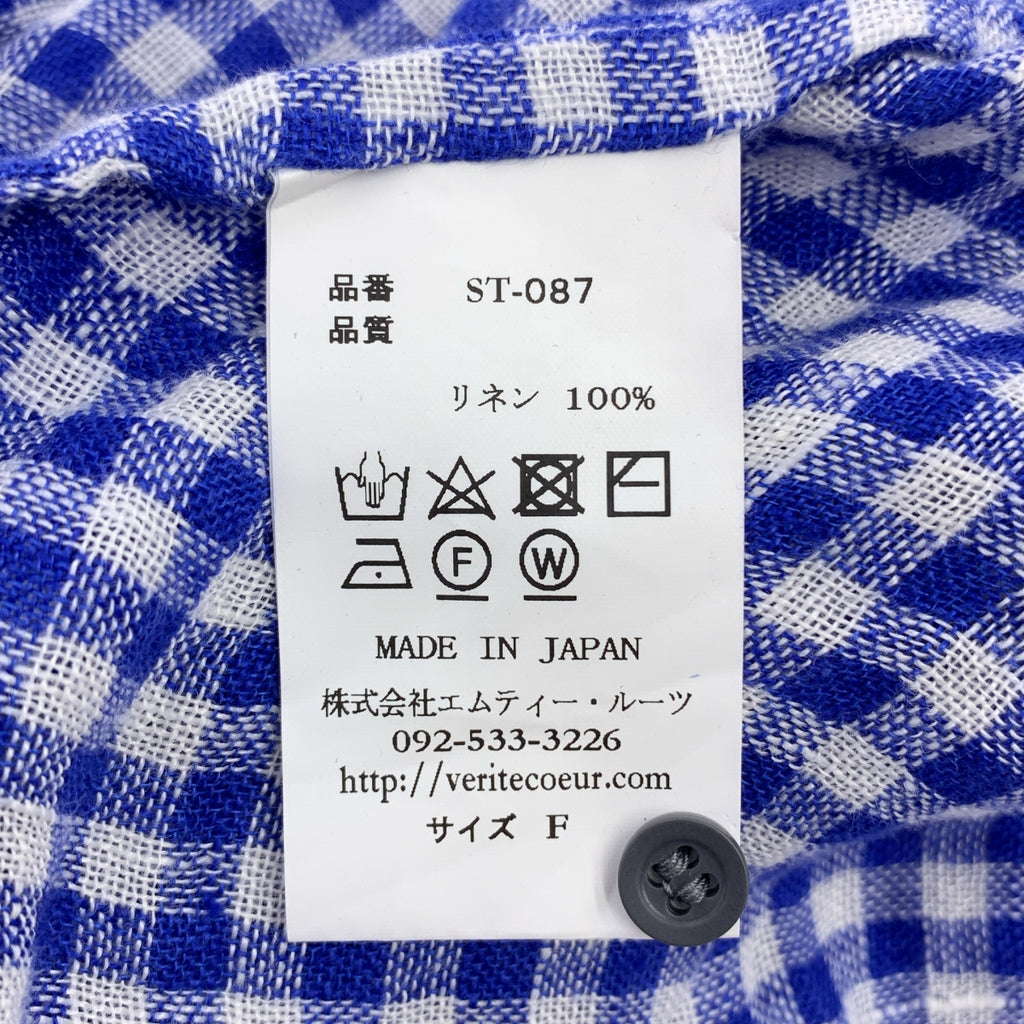 品番 ST-087
品質
リネン 100%
F W
MADE IN JAPAN
株式会社エムティー・ルーツ
092-533-3226
http://veritecoeur.com
サイズ F